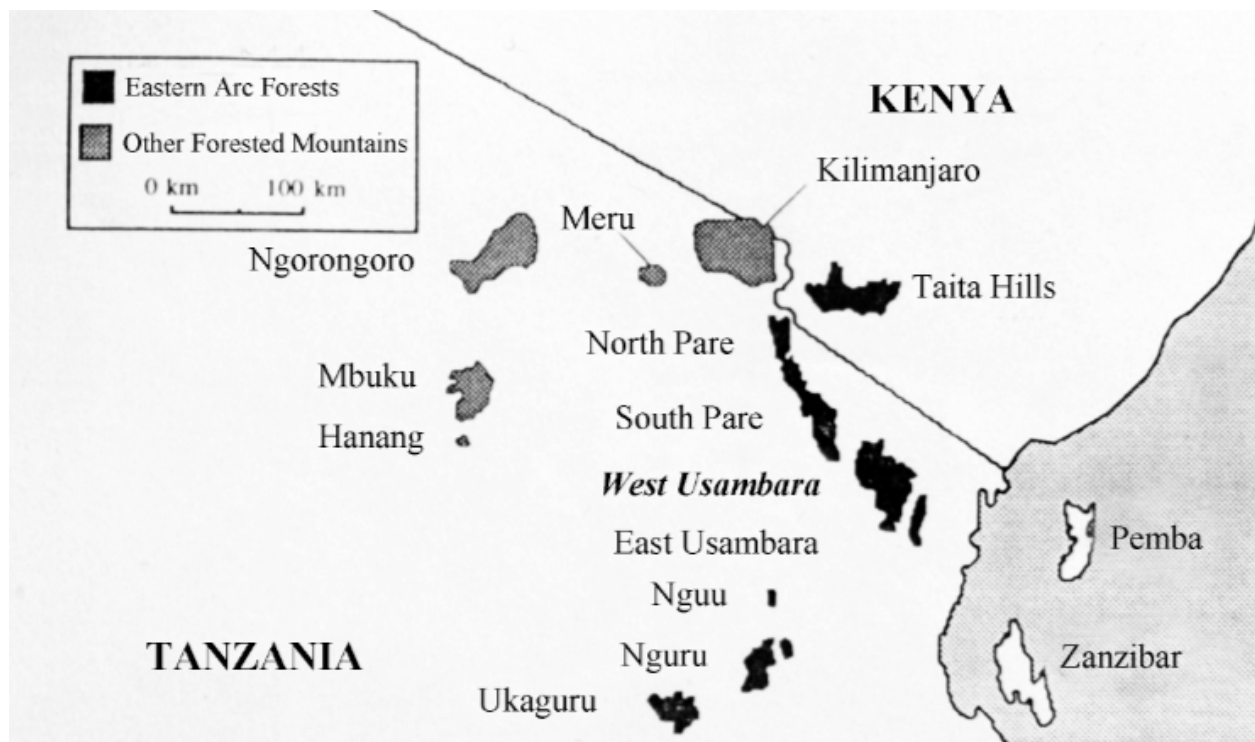 KENYA
Eastern Arc Forests
Other Forested Mountains
0 km 100 km
Kilimanjaro
Meru
Ngorongoro
Taita Hills
North Pare
Mbuku
South Pare
Hanang
West Usambara
East Usambara
Pemba
Nguu
TANZANIA
Nguru
Zanzibar
Ukaguru